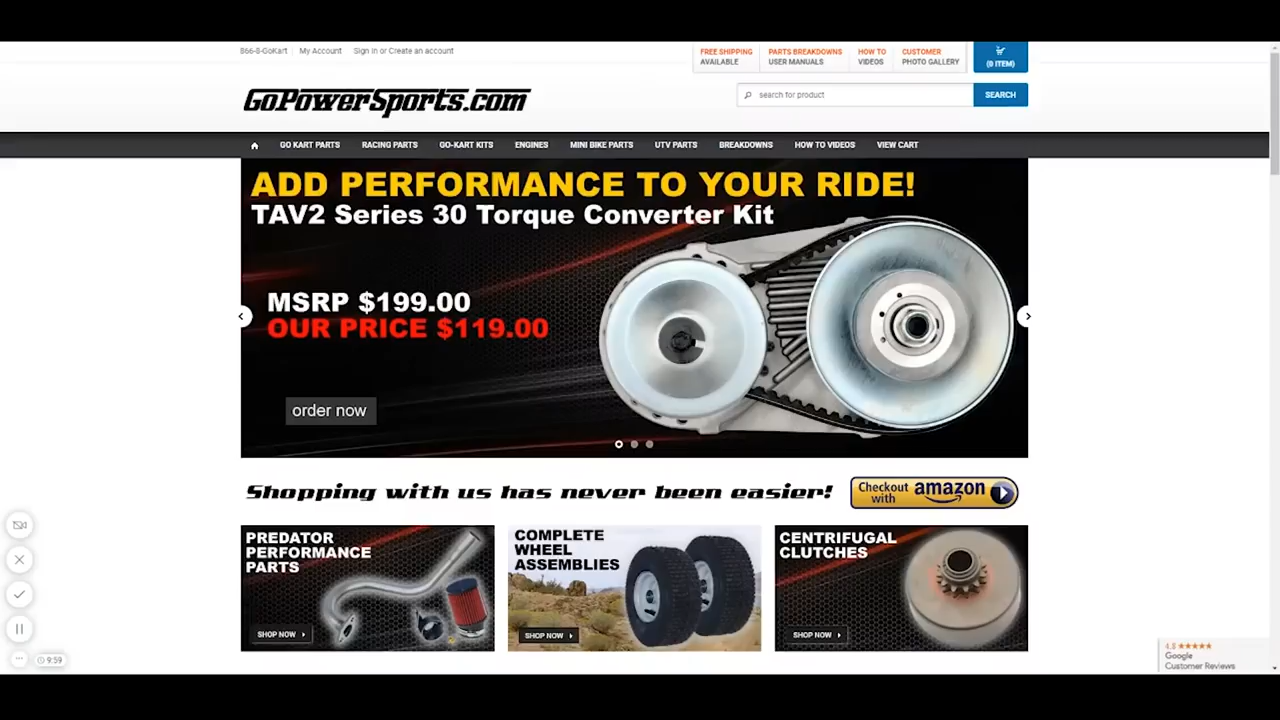 866-8-GoKart
My Account
Sign in or Create an account
FREE SHIPPING
AVAILABLE
PARTS BREAKDOWNS
USER MANUALS
HOW TO
VIDEOS
CUSTOMER
PHOTO GALLERY
(0 ITEM)
GoPowerSports.com
search for product
SEARCH
GO KART PARTS
RACING PARTS
GO-KART KITS
ENGINES
MINI BIKE PARTS
UTV PARTS
BREAKDOWNS
HOW TO VIDEOS
VIEW CART
ADD PERFORMANCE TO YOUR RIDE!
TAV2 Series 30 Torque Converter Kit
MSRP $199.00
OUR PRICE $119.00
order now
Shopping with us has never been easier!
Checkout
with amazon
PREDATOR
PERFORMANCE
PARTS
SHOP NOW
COMPLETE
WHEEL
ASSEMBLIES
SHOP NOW
CENTRIFUGAL
CLUTCHES
SHOP NOW
9:59
4.8
Google
Customer Reviews